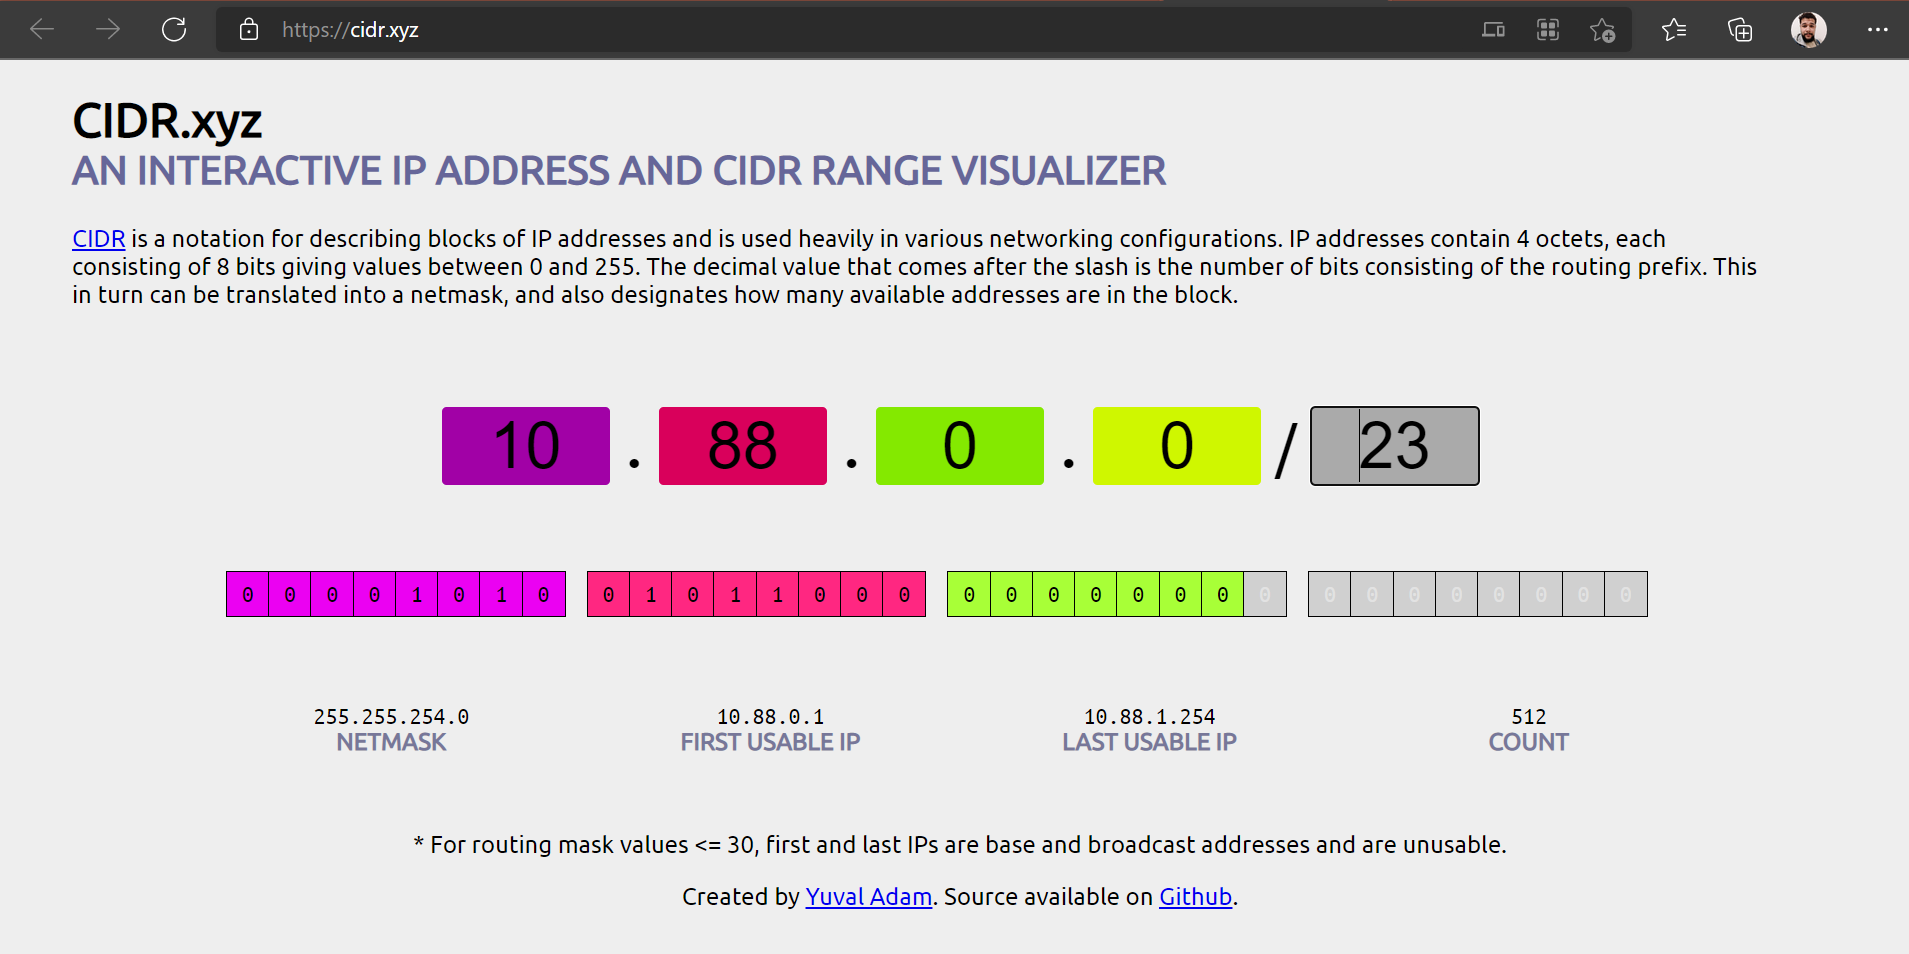 https://cidr.xyz
CIDR.xyz
AN INTERACTIVE IP ADDRESS AND CIDR RANGE VISUALIZER
CIDR is a notation for describing blocks of IP addresses and is used heavily in various networking configurations. IP addresses contain 4 octets, each
consisting of 8 bits giving values between 0 and 255. The decimal value that comes after the slash is the number of bits consisting of the routing prefix. This
in turn can be translated into a netmask, and also designates how many available addresses are in the block.
10 . 88 . 0 . 0 / 23
0 0 0 0 1 0 1 0 0 1 0 1 1 0 0 0 0 0 0 0 0 0 0 0 0 0 0 0 0 0 0 0
255.255.254.0 10.88.0.1 10.88.1.254 512
NETMASK FIRST USABLE IP LAST USABLE IP COUNT
* For routing mask values <= 30, first and last IPs are base and broadcast addresses and are unusable.
Created by Yuval Adam. Source available on Github.